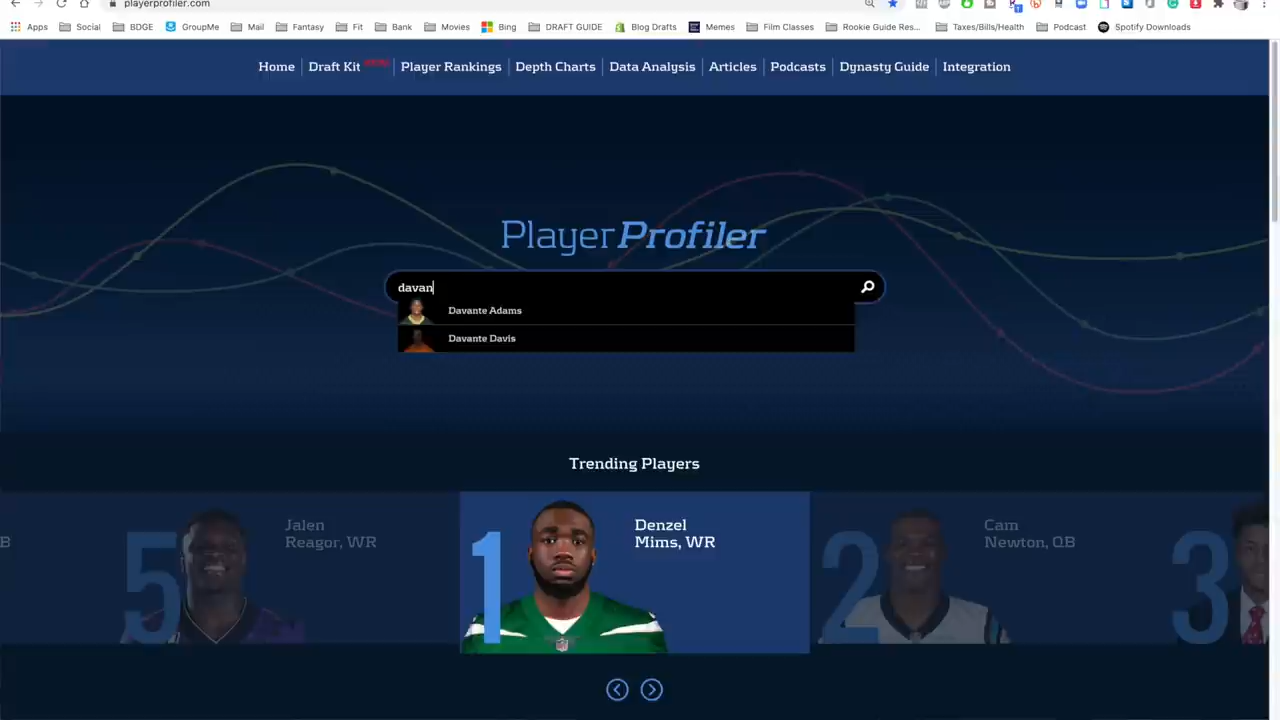 playerprofiler.com
Apps Social BDGE GroupMe Mail Fantasy Fit Bank Movies Bing DRAFT GUIDE Blog Drafts Memes Film Classes Rookie Guide Res... Taxes/Bills/Health Podcast Spotify Downloads
Home Draft Kit Player Rankings Depth Charts Data Analysis Articles Podcasts Dynasty Guide Integration
PlayerProfiler
davan
Davante Adams
Davante Davis
Trending Players
B
5
Jalen
Reagor, WR
1
Denzel
Mims, WR
2
Cam
Newton, QB
3